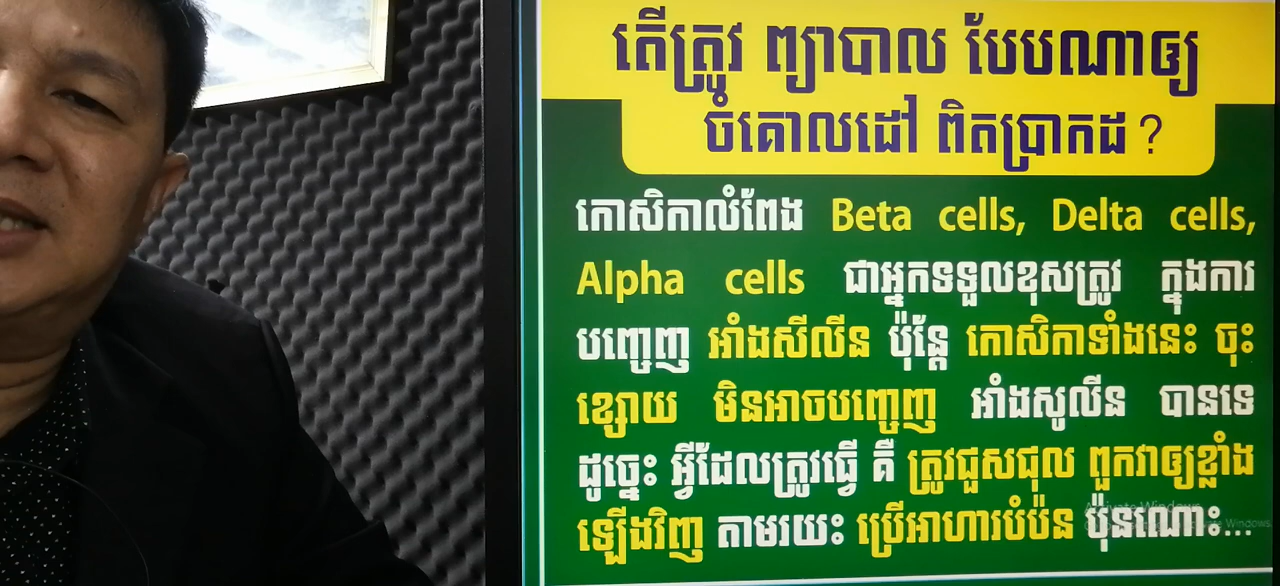 តើត្រូវ ព្យាបាល បែបណាឲ្យ
ចំគោលដៅ ពិតប្រាកដ ?
កោសិកាលំពែង Beta cells, Delta cells,
Alpha cells ជាអ្នកទទួលខុសត្រូវ ក្នុងការ
បញ្ចេញ អាំងសីលីន ប៉ុន្តែ កោសិកាទាំងនេះ ចុះ
ខ្សោយ មិនអាចបញ្ចេញ អាំងសូលីន បានទេ
ដូច្នេះ អ្វីដែលត្រូវធ្វើ គឺ ត្រូវជួសជុល ពួកវាឲ្យខ្លាំង
ឡើងវិញ តាមរយះ ប្រើអាហារបំប៉ន ប៉ុនណោះ...
Activate Windows